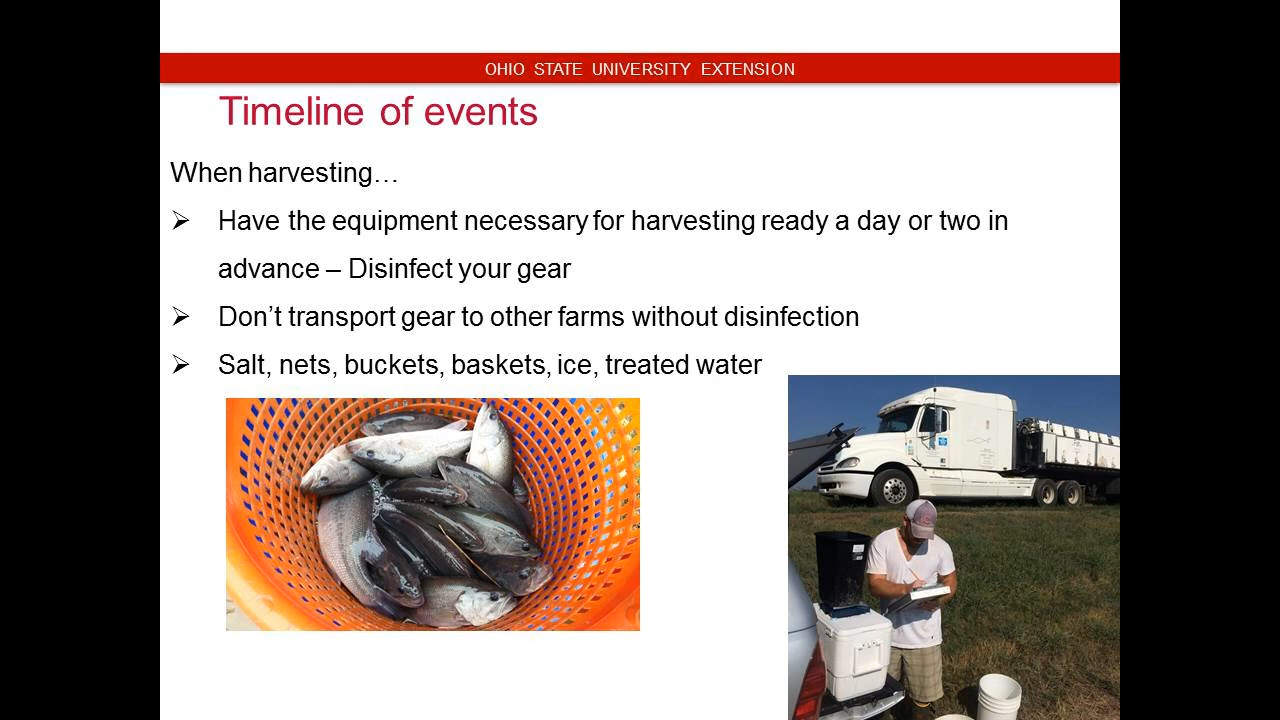 OHIO STATE UNIVERSITY EXTENSION
Timeline of events
When harvesting…
➢ Have the equipment necessary for harvesting ready a day or two in
advance – Disinfect your gear
➢ Don’t transport gear to other farms without disinfection
➢ Salt, nets, buckets, baskets, ice, treated water